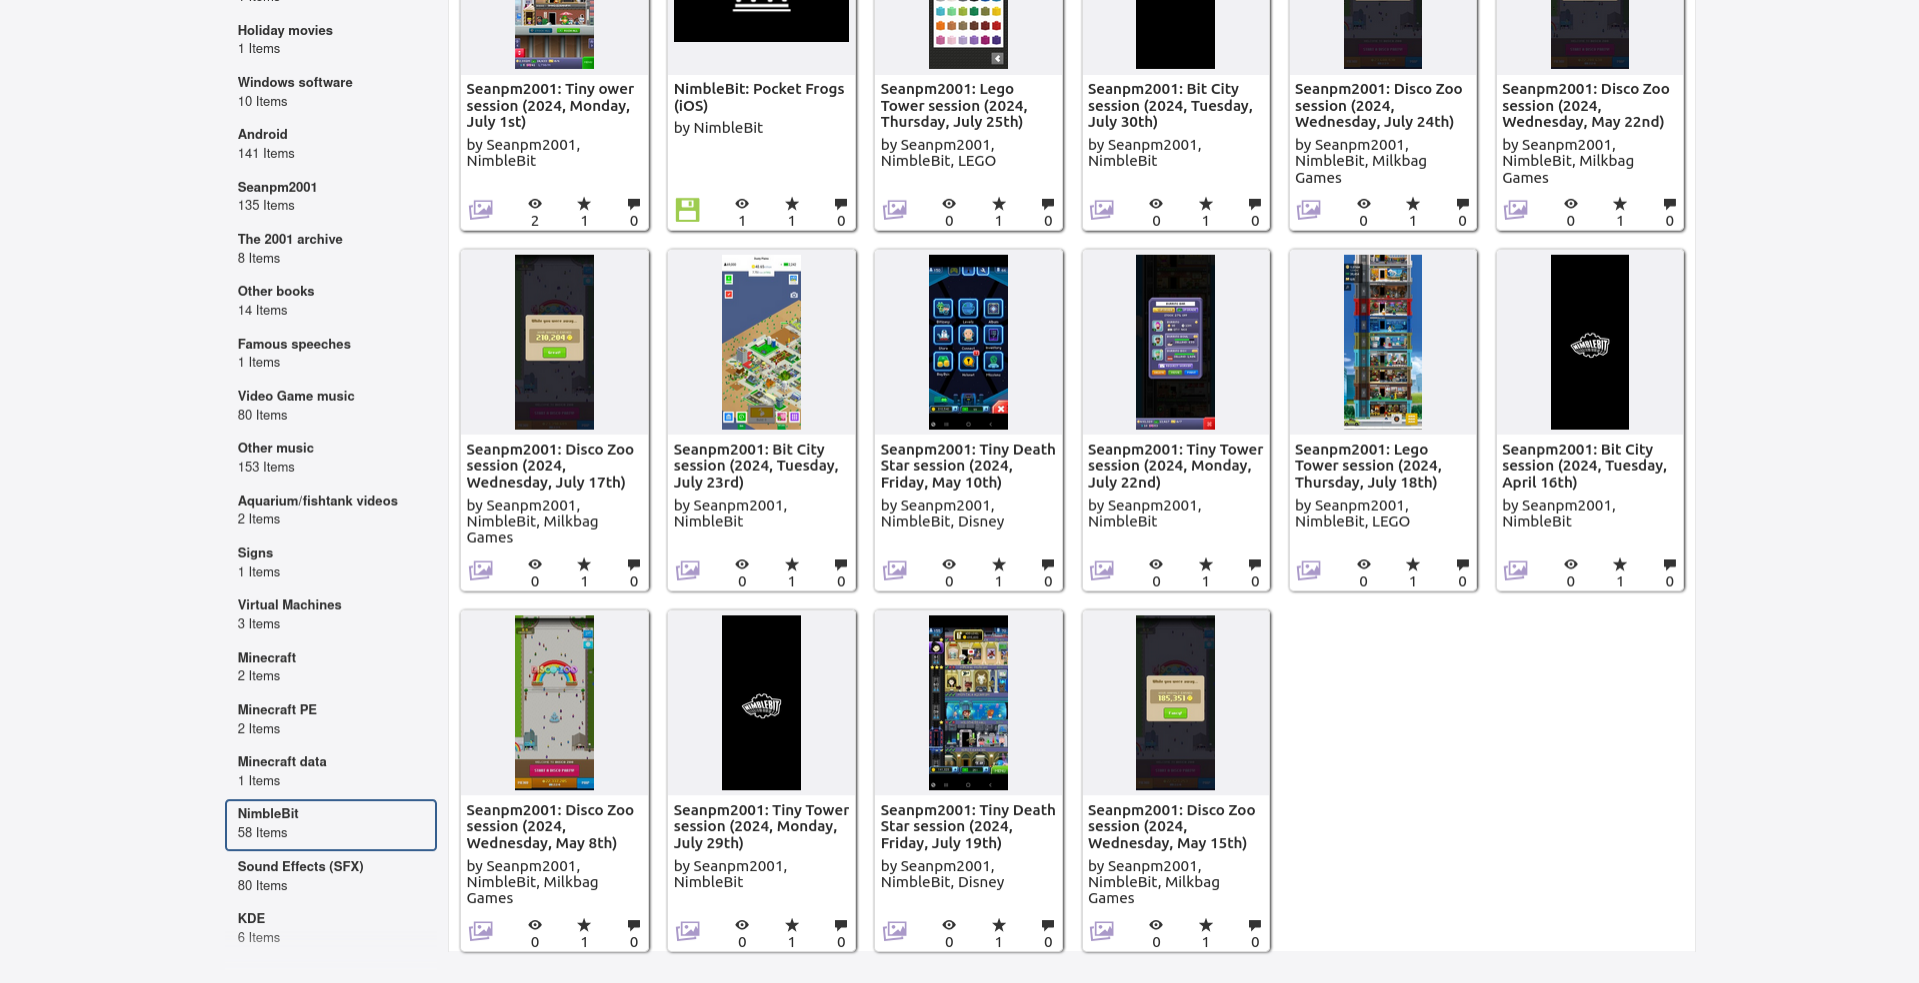 Holiday movies
1 Items
Windows software
10 Items
Android
141 Items
Seanpm2001
135 Items
The 2001 archive
8 Items
Other books
14 Items
Famous speeches
1 Items
Video Game music
80 Items
Other music
153 Items
Aquarium/fishtank videos
2 Items
Signs
1 Items
Virtual Machines
3 Items
Minecraft
2 Items
Minecraft PE
2 Items
Minecraft data
1 Items
NimbleBit
58 Items
Sound Effects (SFX)
80 Items
KDE
6 Items
Seanpm2001: Tiny ower
session (2024, Monday,
July 1st)
by Seanpm2001,
NimbleBit
2
1
0
NimbleBit: Pocket Frogs
(iOS)
by NimbleBit
1
1
0
Seanpm2001: Lego
Tower session (2024,
Thursday, July 25th)
by Seanpm2001,
NimbleBit, LEGO
0
1
0
Seanpm2001: Bit City
session (2024, Tuesday,
July 30th)
by Seanpm2001,
NimbleBit
0
1
0
Seanpm2001: Disco Zoo
session (2024,
Wednesday, July 24th)
by Seanpm2001,
NimbleBit, Milkbag
Games
0
1
0
Seanpm2001: Disco Zoo
session (2024,
Wednesday, May 22nd)
by Seanpm2001,
NimbleBit, Milkbag
Games
0
1
0
While you were away...
210,204
Seanpm2001: Disco Zoo
session (2024,
Wednesday, July 17th)
by Seanpm2001,
NimbleBit, Milkbag
Games
0
1
0
Seanpm2001: Bit City
session (2024, Tuesday,
July 23rd)
by Seanpm2001,
NimbleBit
0
1
0
Seanpm2001: Tiny Death
Star session (2024,
Friday, May 10th)
by Seanpm2001,
NimbleBit, Disney
0
1
0
Seanpm2001: Tiny Tower
session (2024, Monday,
July 22nd)
by Seanpm2001,
NimbleBit
0
1
0
Seanpm2001: Lego
Tower session (2024,
Thursday, July 18th)
by Seanpm2001,
NimbleBit, LEGO
0
1
0
NIMBLEBIT
Seanpm2001: Bit City
session (2024, Tuesday,
April 16th)
by Seanpm2001,
NimbleBit
0
1
0
Seanpm2001: Disco Zoo
session (2024,
Wednesday, May 8th)
by Seanpm2001,
NimbleBit, Milkbag
Games
0
1
0
NIMBLEBIT
Seanpm2001: Tiny Tower
session (2024, Monday,
July 29th)
by Seanpm2001,
NimbleBit
0
1
0
Seanpm2001: Tiny Death
Star session (2024,
Friday, July 19th)
by Seanpm2001,
NimbleBit, Disney
0
1
0
While you were away...
185,351
Seanpm2001: Disco Zoo
session (2024,
Wednesday, May 15th)
by Seanpm2001,
NimbleBit, Milkbag
Games
0
1
0